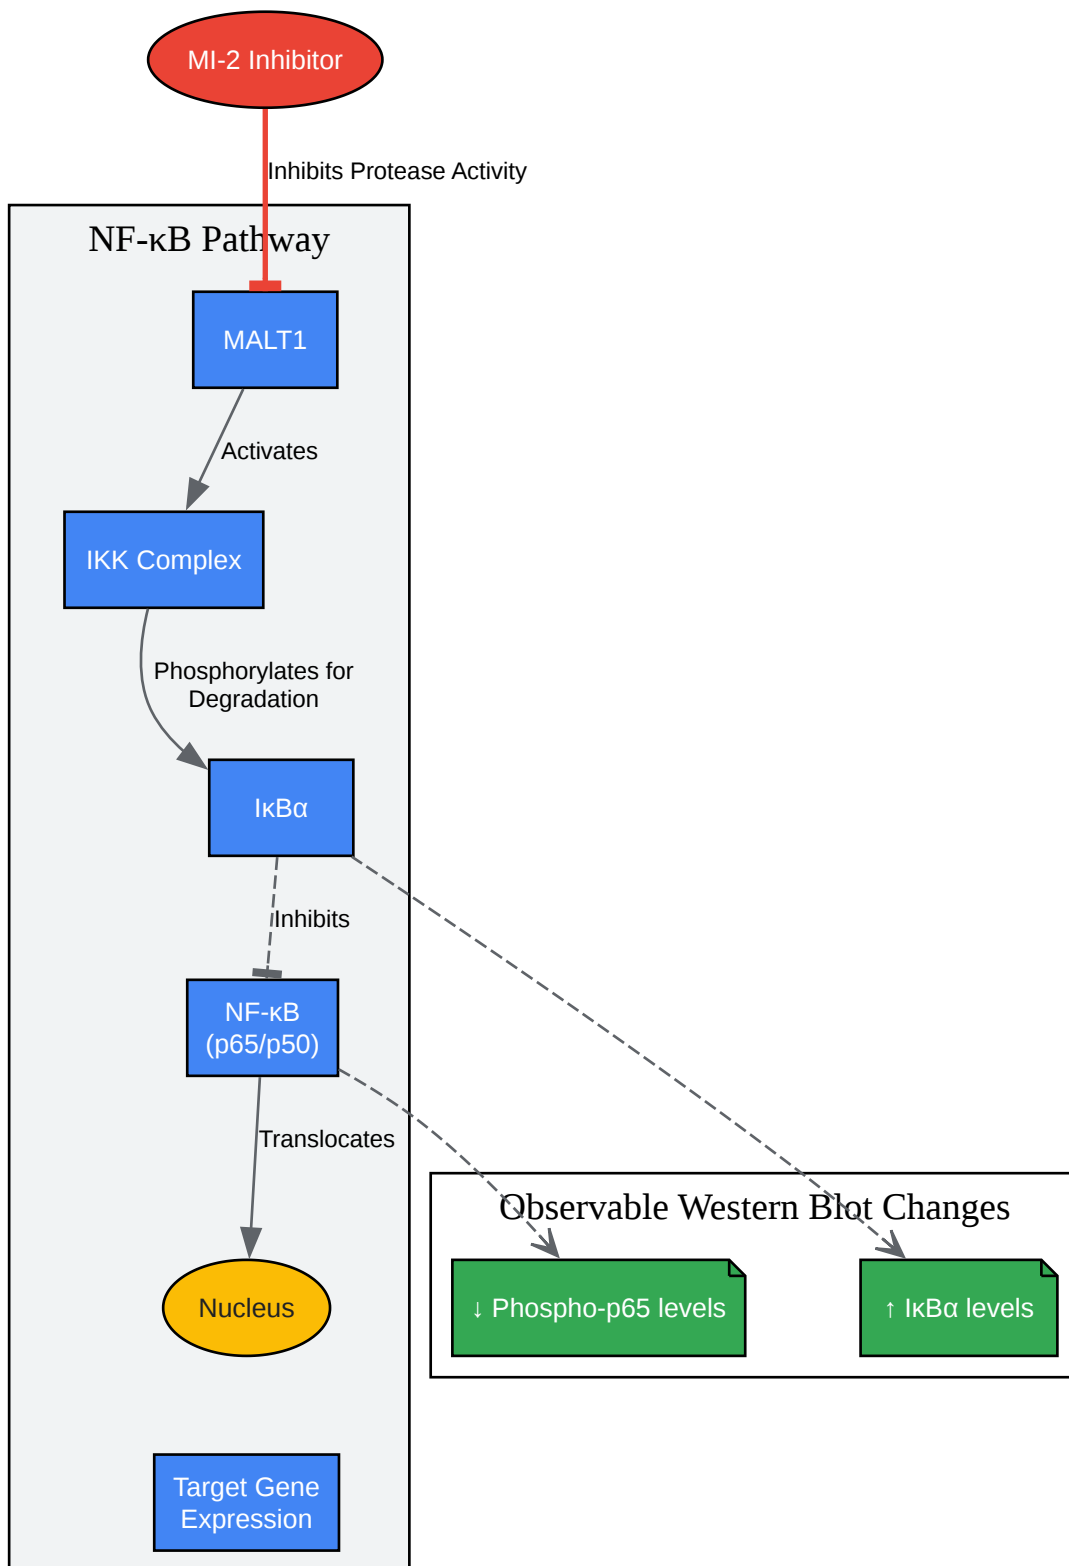 MI-2 Inhibitor
Inhibits Protease Activity
NF-κB Pathway
MALT1
Activates
IKK Complex
Phosphorylates for
Degradation
IκBα
Inhibits
NF-κB
(p65/p50)
Translocates
Observable Western Blot Changes
Nucleus
↓ Phospho-p65 levels
↑ IκBα levels
Target Gene
Expression